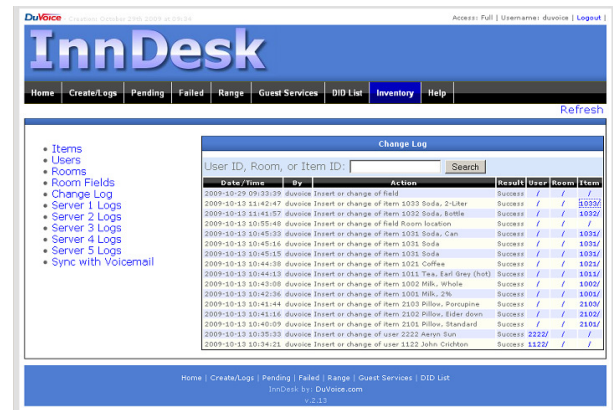 DuVoice Creation: October 29th 2009 at 09:34 Access: Full | Username: duvoice | Logout |
InnDesk
Home Create/Logs Pending Failed Range Guest Services DID List Inventory Help
Refresh
Items
Users
Rooms
Room Fields
Change Log
Server 1 Logs
Server 2 Logs
Server 3 Logs
Server 4 Logs
Server 5 Logs
Sync with Voicemail
Change Log
User ID, Room, or Item ID: Search
Date/Time By Action Result User Room Item
2009-10-29 09:33:39 duvoice Insert or change of field Success / / /
2009-10-13 11:42:47 duvoice Insert or change of item 1033 Soda, 2-Liter Success / / 1033/
2009-10-13 11:41:57 duvoice Insert or change of item 1032 Soda, Bottle Success / / 1032/
2009-10-13 10:55:48 duvoice Insert or change of field Room location Success / / /
2009-10-13 10:45:33 duvoice Insert or change of item 1031 Soda, Can Success / / 1031/
2009-10-13 10:45:16 duvoice Insert or change of item 1031 Soda Success / / 1031/
2009-10-13 10:45:15 duvoice Insert or change of item 1031 Soda Success / / 1031/
2009-10-13 10:44:38 duvoice Insert or change of item 1021 Coffee Success / / 1021/
2009-10-13 10:44:13 duvoice Insert or change of item 1011 Tea, Earl Grey (hot) Success / / 1011/
2009-10-13 10:43:08 duvoice Insert or change of item 1002 Milk, Whole Success / / 1002/
2009-10-13 10:42:36 duvoice Insert or change of item 1001 Milk, 2% Success / / 1001/
2009-10-13 10:41:44 duvoice Insert or change of item 2103 Pillow, Porcupine Success / / 2103/
2009-10-13 10:41:16 duvoice Insert or change of item 2102 Pillow, Eider down Success / / 2102/
2009-10-13 10:40:09 duvoice Insert or change of item 2101 Pillow, Standard Success / / 2101/
2009-10-13 10:35:33 duvoice Insert or change of user 2222 Aeryn Sun Success 2222/ / /
2009-10-13 10:34:21 duvoice Insert or change of user 1122 John Crichton Success 1122/ / /
Home | Create/Logs | Pending | Failed | Range | Guest Services | DID List
InnDesk by: DuVoice.com
v.2.13